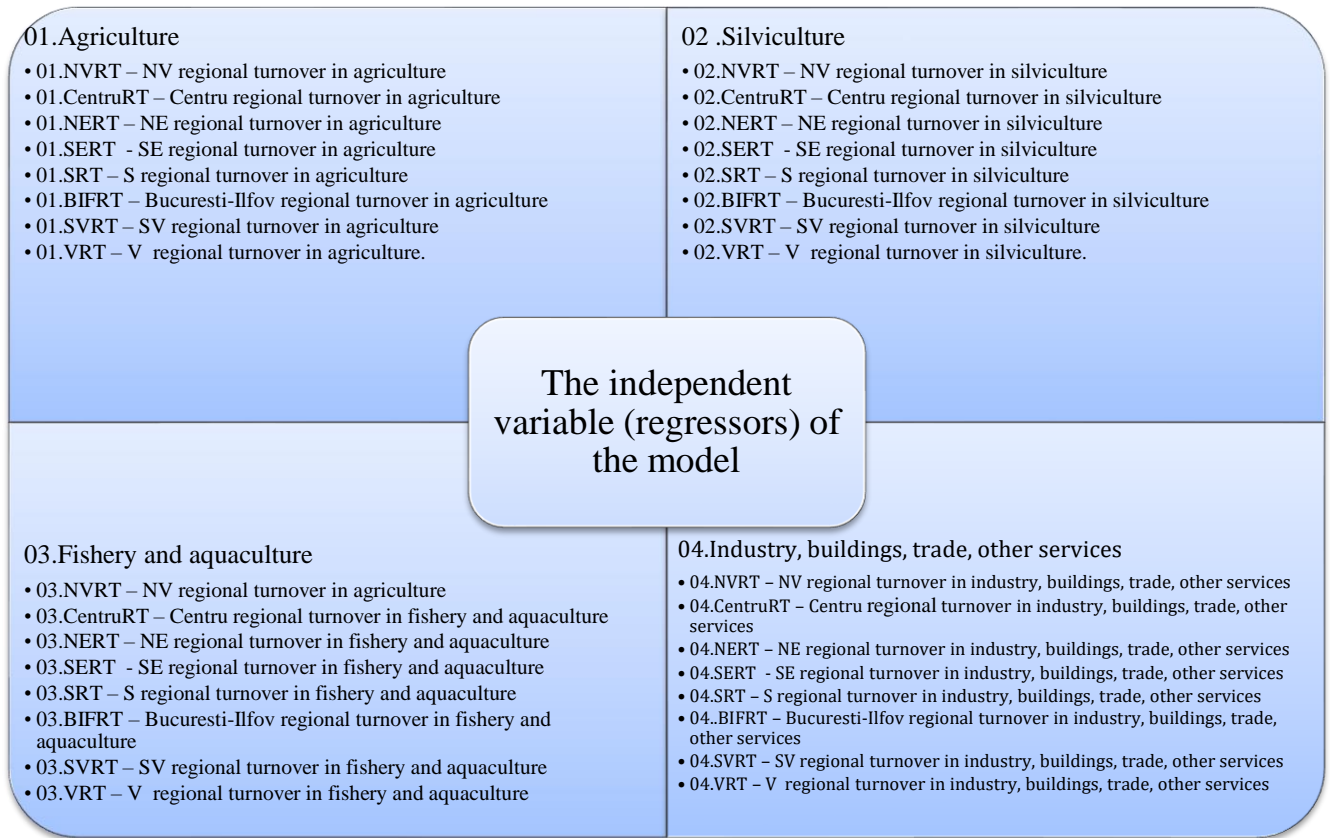 01.Agriculture
• 01.NVRT – NV regional turnover in agriculture
• 01.CentruRT – Centru regional turnover in agriculture
• 01.NERT – NE regional turnover in agriculture
• 01.SERT - SE regional turnover in agriculture
• 01.SRT – S regional turnover in agriculture
• 01.BIFRT – Bucuresti-Ilfov regional turnover in agriculture
• 01.SVRT – SV regional turnover in agriculture
• 01.VRT – V regional turnover in agriculture.
02 .Silviculture
• 02.NVRT – NV regional turnover in silviculture
• 02.CentruRT – Centru regional turnover in silviculture
• 02.NERT – NE regional turnover in silviculture
• 02.SERT - SE regional turnover in silviculture
• 02.SRT – S regional turnover in silviculture
• 02.BIFRT – Bucuresti-Ilfov regional turnover in silviculture
• 02.SVRT – SV regional turnover in silviculture
• 02.VRT – V regional turnover in silviculture.
The independent
variable (regressors) of
the model
03.Fishery and aquaculture
• 03.NVRT – NV regional turnover in agriculture
• 03.CentruRT – Centru regional turnover in fishery and aquaculture
• 03.NERT – NE regional turnover in fishery and aquaculture
• 03.SERT - SE regional turnover in fishery and aquaculture
• 03.SRT – S regional turnover in fishery and aquaculture
• 03.BIFRT – Bucuresti-Ilfov regional turnover in fishery and
aquaculture
• 03.SVRT – SV regional turnover in fishery and aquaculture
• 03.VRT – V regional turnover in fishery and aquaculture
04.Industry, buildings, trade, other services
• 04.NVRT – NV regional turnover in industry, buildings, trade, other services
• 04.CentruRT – Centru regional turnover in industry, buildings, trade, other
services
• 04.NERT – NE regional turnover in industry, buildings, trade, other services
• 04.SERT - SE regional turnover in industry, buildings, trade, other services
• 04.SRT – S regional turnover in industry, buildings, trade, other services
• 04..BIFRT – Bucuresti-Ilfov regional turnover in industry, buildings, trade,
other services
• 04.SVRT – SV regional turnover in industry, buildings, trade, other services
• 04.VRT – V regional turnover in industry, buildings, trade, other services